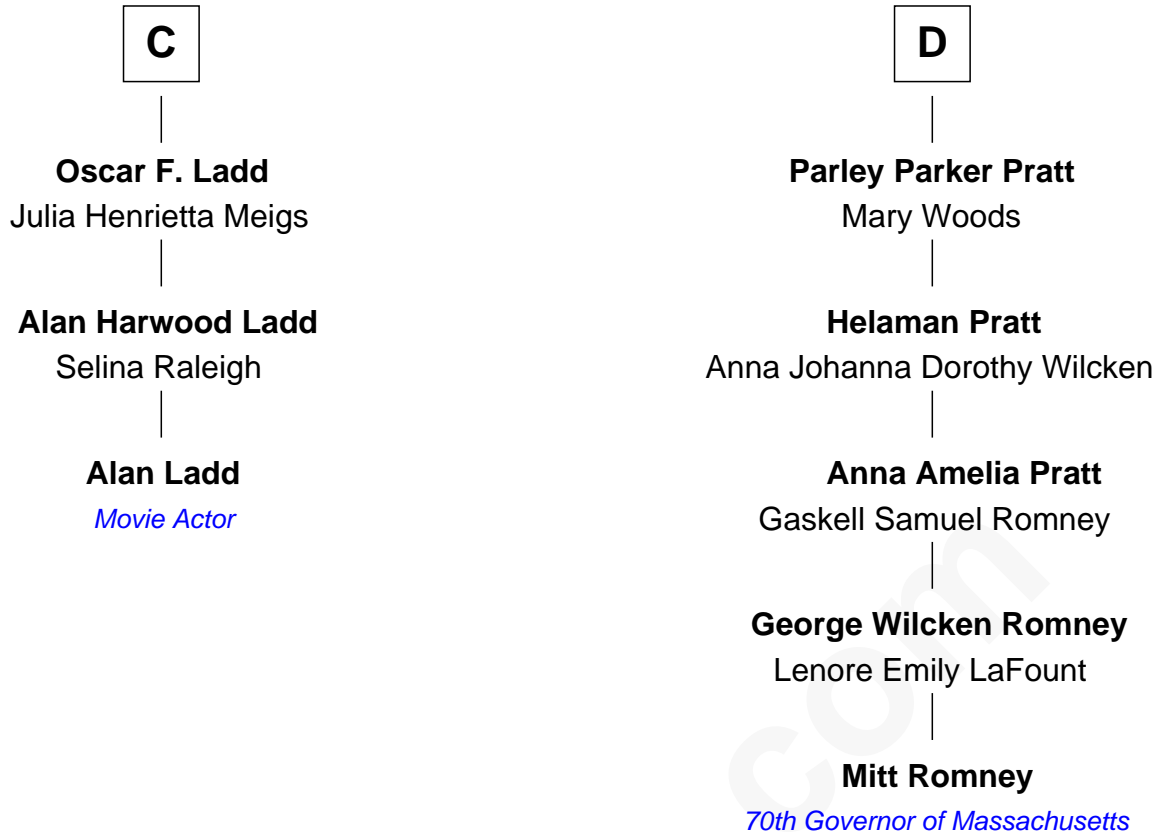 C
Oscar F. Ladd
Julia Henrietta Meigs
Alan Harwood Ladd
Selina Raleigh
Alan Ladd
Movie Actor
D
Parley Parker Pratt
Mary Woods
Helaman Pratt
Anna Johanna Dorothy Wilcken
Anna Amelia Pratt
Gaskell Samuel Romney
George Wilcken Romney
Lenore Emily LaFount
Mitt Romney
70th Governor of Massachusetts
com